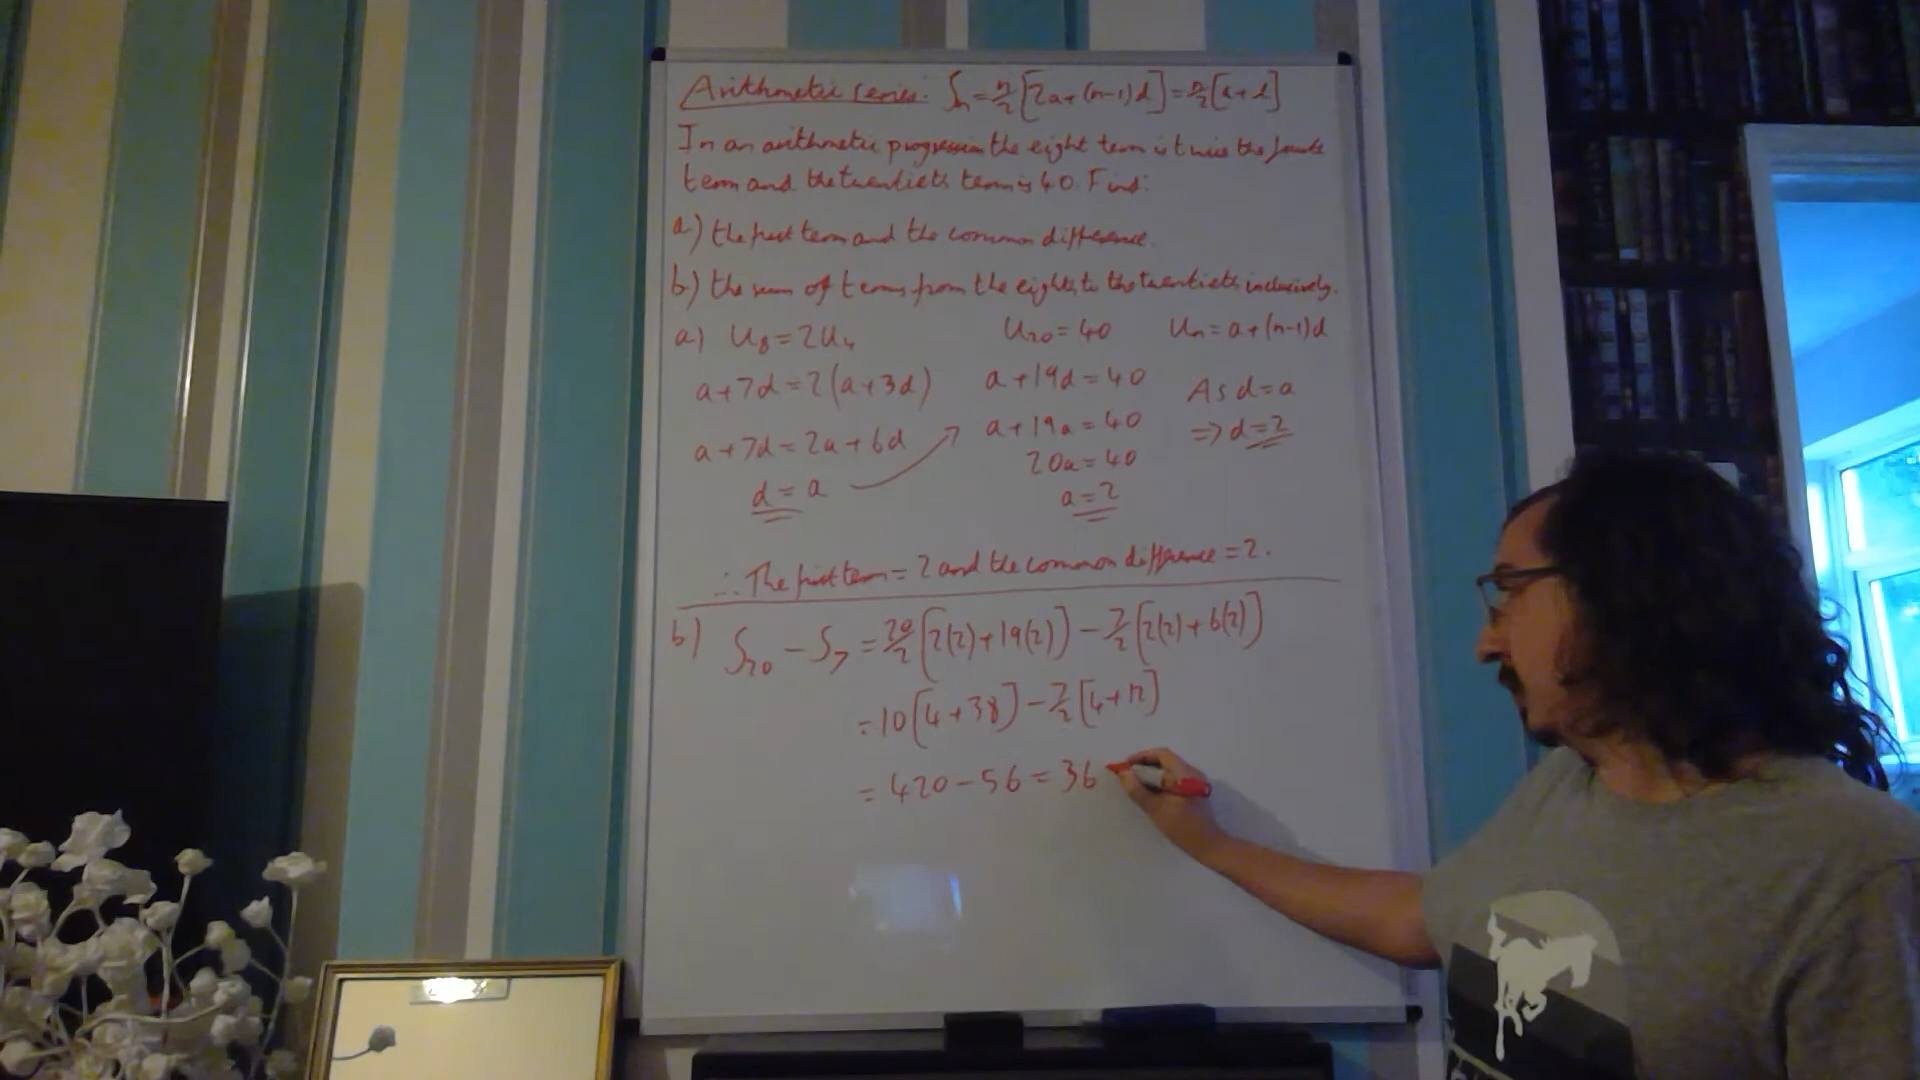 Arithmetic series: Sn = n/2 [2a + (n-1)d] = n/2 [a + l]
In an arithmetic progression the eight term is twice the fourth
term and the twentieth term is 40. Find:
a) the first term and the common difference.
b) the sum of terms from the eighth to the twentieth inclusively.
a) U8 = 2U4 U20 = 40 Un = a + (n-1)d
a + 7d = 2(a + 3d) a + 19d = 40 As d = a
a + 7d = 2a + 6d a + 19a = 40 => d = 2
20a = 40
d = a a = 2
∴ The first term = 2 and the common difference = 2.
b) S20 - S7 = 20/2 [2(2) + 19(2)] - 7/2 [2(2) + 6(2)]
= 10[4 + 38] - 7/2 [4 + 12]
= 420 - 56 = 36